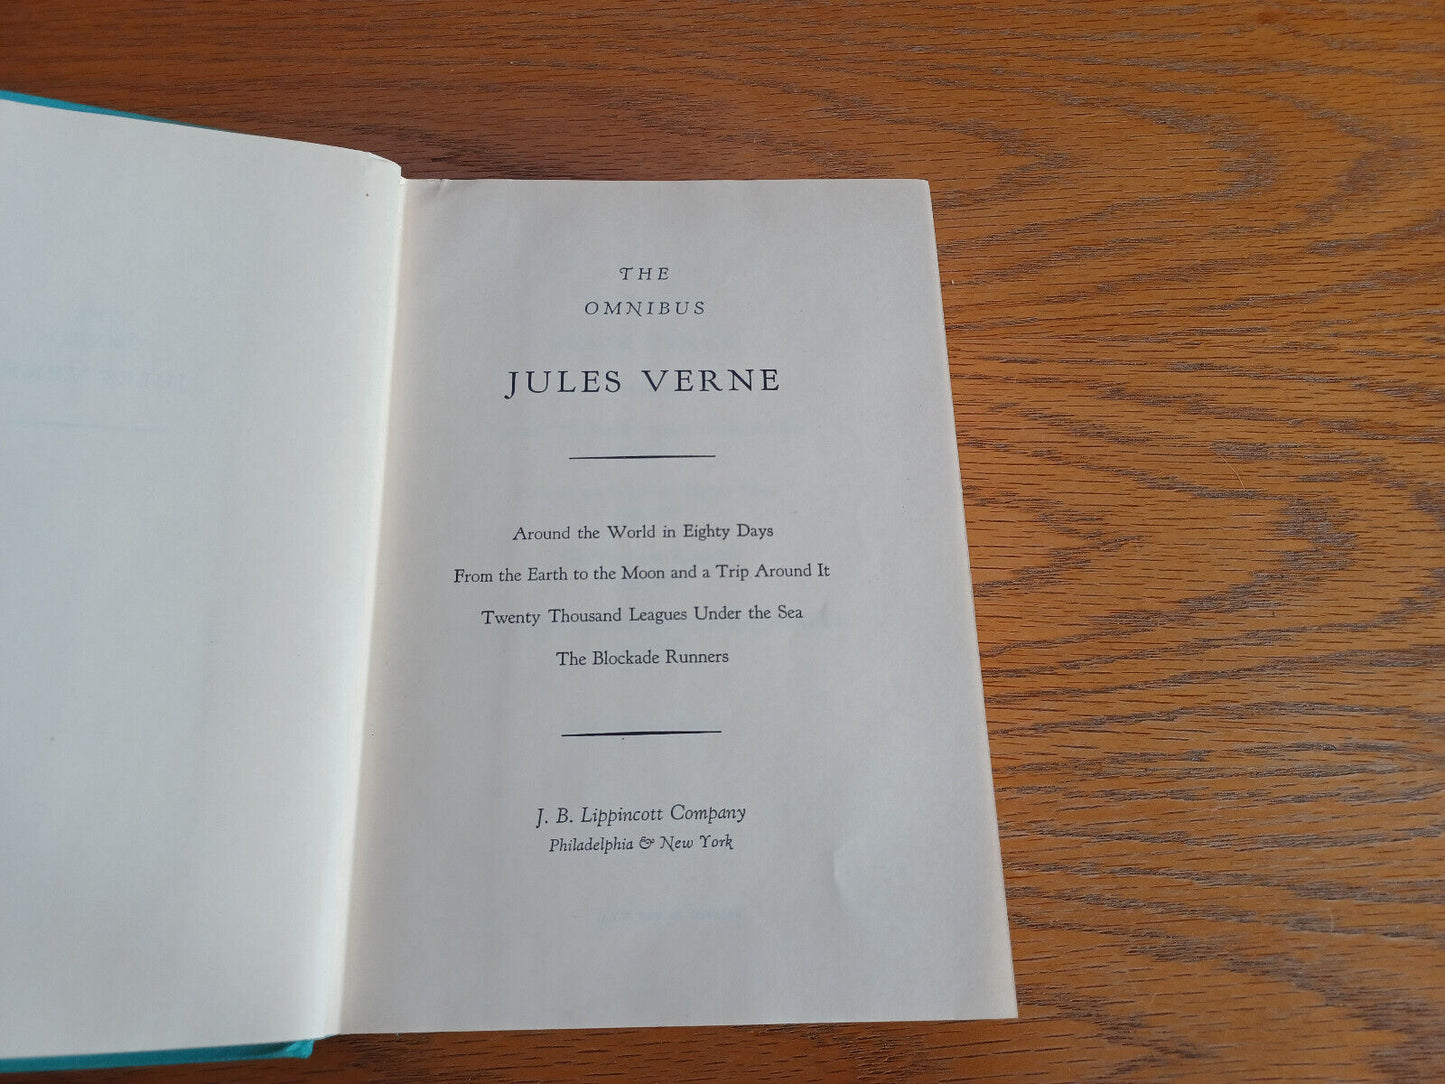 THE
OMNIBUS
JULES VERNE
Around the World in Eighty Days
From the Earth to the Moon and a Trip Around It
Twenty Thousand Leagues Under the Sea
The Blockade Runners
J. B. Lippincott Company
Philadelphia & New York